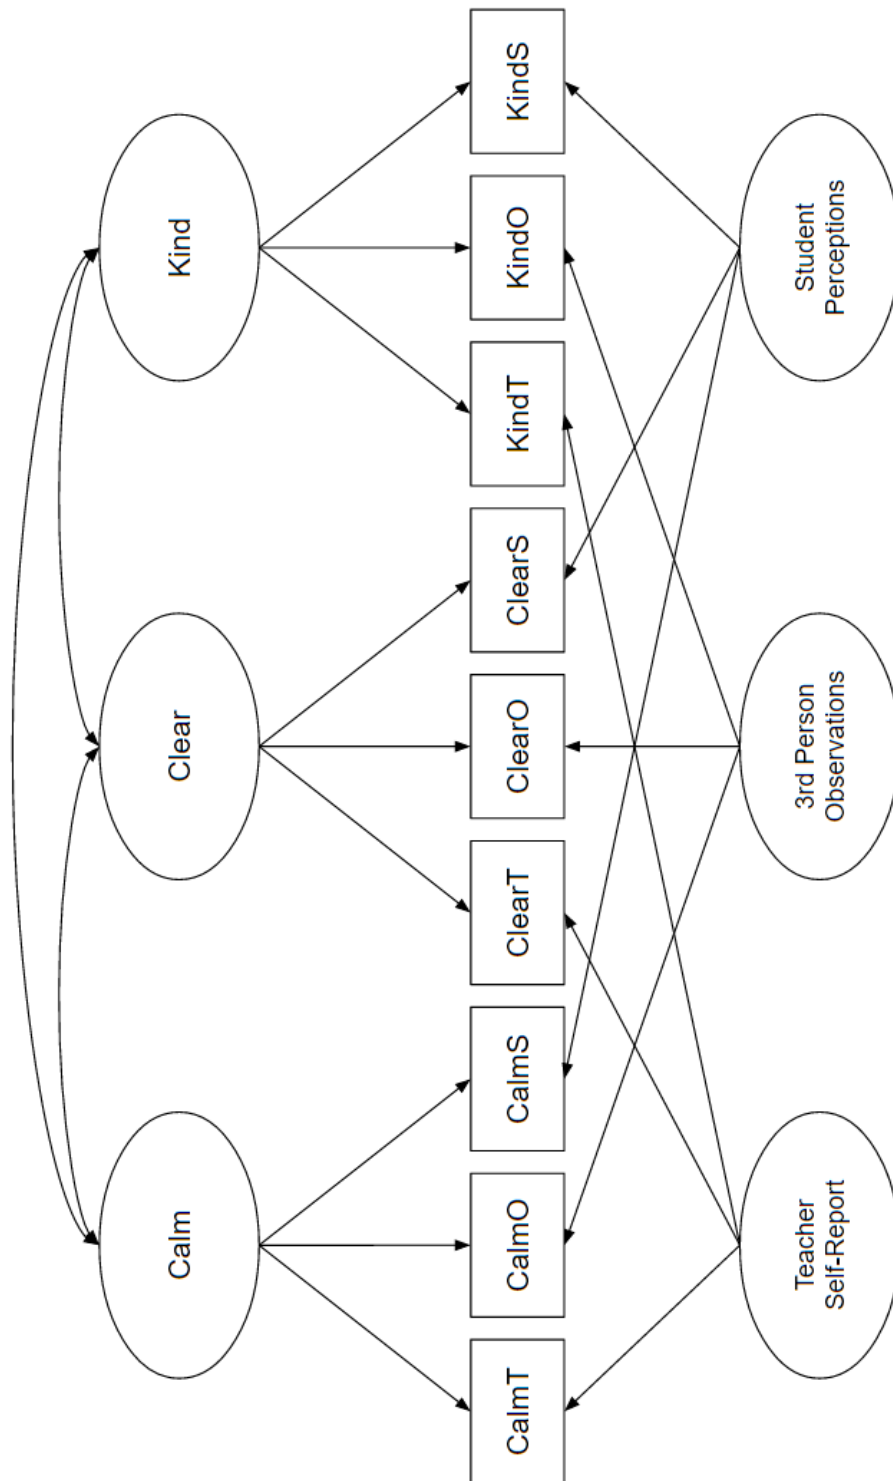 Calm
Clear
Kind
CalmT
CalmO
CalmS
ClearT
ClearO
ClearS
KindT
KindO
KindS
Teacher
Self-Report
3rd Person
Observations
Student
Perceptions